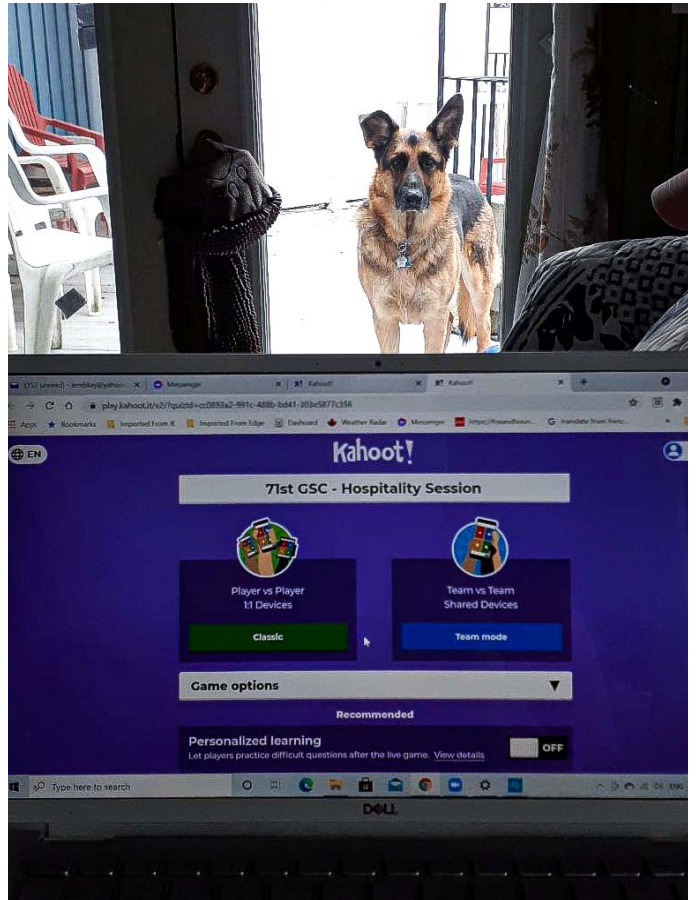 Messenger
Kahoot!
Kahoot!
play.kahoot.it/v2/?quizId=cc0893a2-991c-488b-bd41-303e5877c356
Apps Bookmarks Imported From IE Imported From Edge Dashboard Weather Radar Messenger
EN
Kahoot!
71st GSC - Hospitality Session
Player vs Player
1:1 Devices
Classic
Team vs Team
Shared Devices
Team mode
Game options
Recommended
Personalized learning
Let players practice difficult questions after the live game. View details
OFF
Type here to search
ENG
DELL